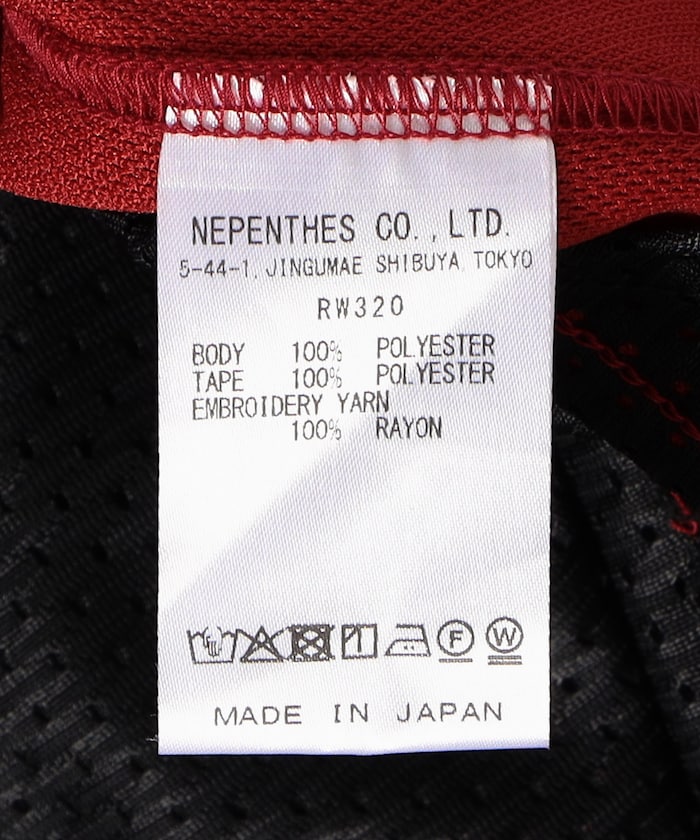 NEPENTHES CO.,LTD.
5-44-1, JINGUMAE SHIBUYA TOKYO
RW320
BODY 100% POLYESTER
TAPE 100% POLYESTER
EMBROIDERY YARN
100% RAYON
F W
MADE IN JAPAN